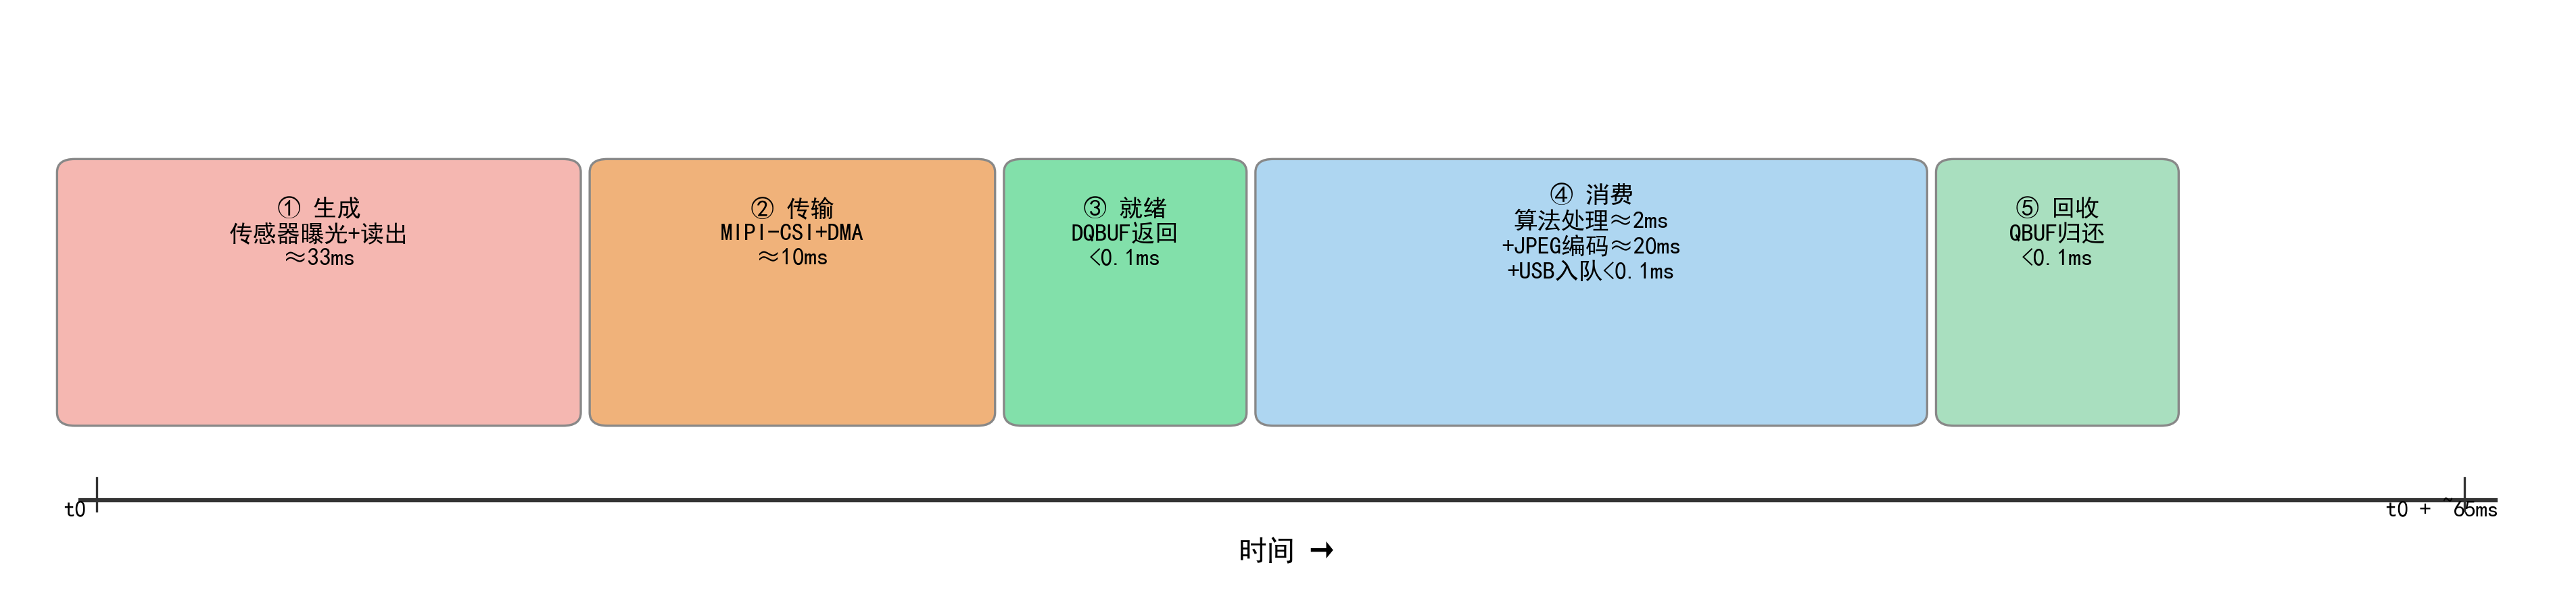 ① 生成
传感器曝光+读出
≈33ms
② 传输
MIPI-CSI+DMA
≈10ms
③ 就绪
DQBUF返回
<0.1ms
④ 消费
算法处理≈2ms
+JPEG编码≈20ms
+USB入队<0.1ms
⑤ 回收
QBUF归还
<0.1ms
t0
t0 + ~65ms
时间 →